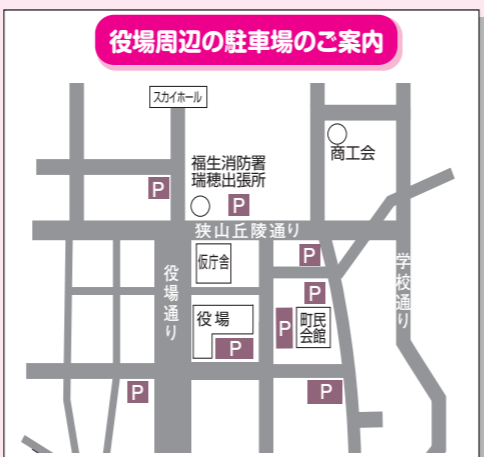 役場周辺の駐車場のご案内
スカイホール
商工会
福生消防署
瑞穂出張所
P
P
狭山丘陵通り
仮庁舎
P
学校通り
役場通り
P
役場
P
町民
会館
P
P
P